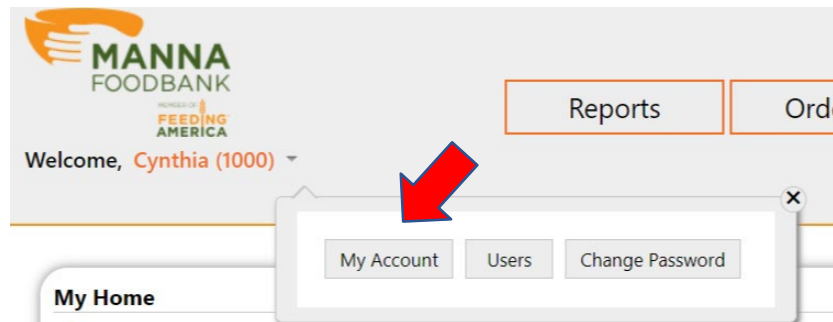 MANNA
FOODBANK
MEMBER OF
FEEDING
AMERICA
Reports
Orde
Welcome, Cynthia (1000)
X
My Account Users Change Password
My Home